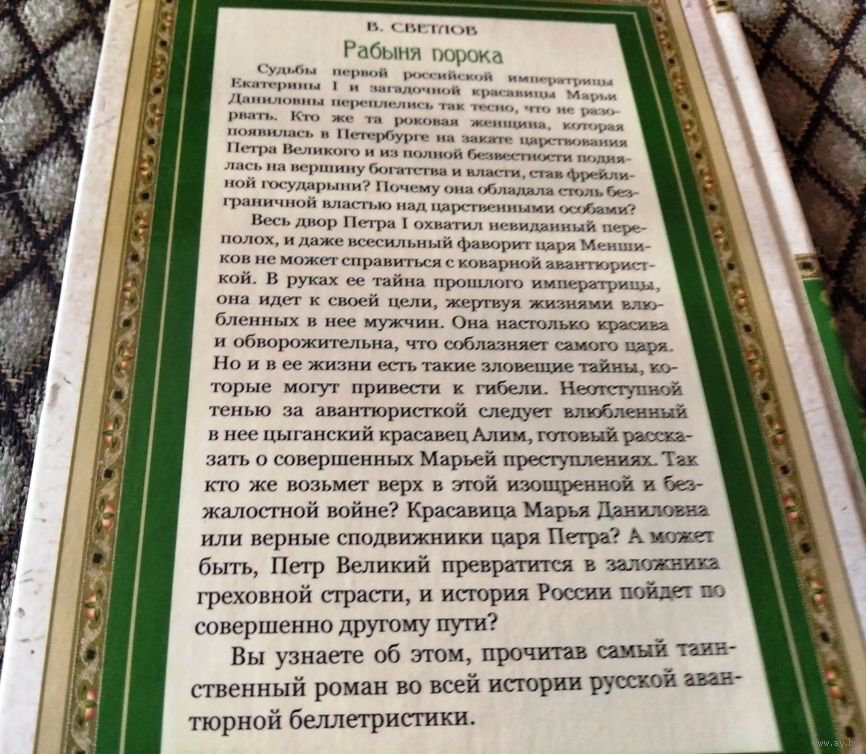 В. СВЕТЛОВ
Рабыня порока
Судьбы первой российской императрицы
Екатерины I и загадочной красавицы Марьи
Даниловны переплелись так тесно, что не разо-
рвать. Кто же та роковая женщина, которая
появилась в Петербурге на закате царствования
Петра Великого и из полной безвестности подня-
лась на вершину богатства и власти, став фрейли-
ной государыни? Почему она обладала столь без-
граничной властью над царственными особами?
Весь двор Петра I охватил невиданный пере-
полох, и даже всесильный фаворит царя Менши-
ков не может справиться с коварной авантюрист-
кой. В руках ее тайна прошлого императрицы,
она идет к своей цели, жертвуя жизнями влю-
бленных в нее мужчин. Она настолько красива
и обворожительна, что соблазняет самого царя.
Но и в ее жизни есть такие зловещие тайны, ко-
торые могут привести к гибели. Неотступной
тенью за авантюристкой следует влюбленный
в нее цыганский красавец Алим, готовый расска-
зать о совершенных Марьей преступлениях. Так
кто же возьмет верх в этой изощренной и без-
жалостной войне? Красавица Марья Даниловна
или верные сподвижники царя Петра? А может
быть, Петр Великий превратится в заложника
греховной страсти, и история России пойдет по
совершенно другому пути?
Вы узнаете об этом, прочитав самый таин-
ственный роман во всей истории русской аван-
тюрной беллетристики.
www.ay.by